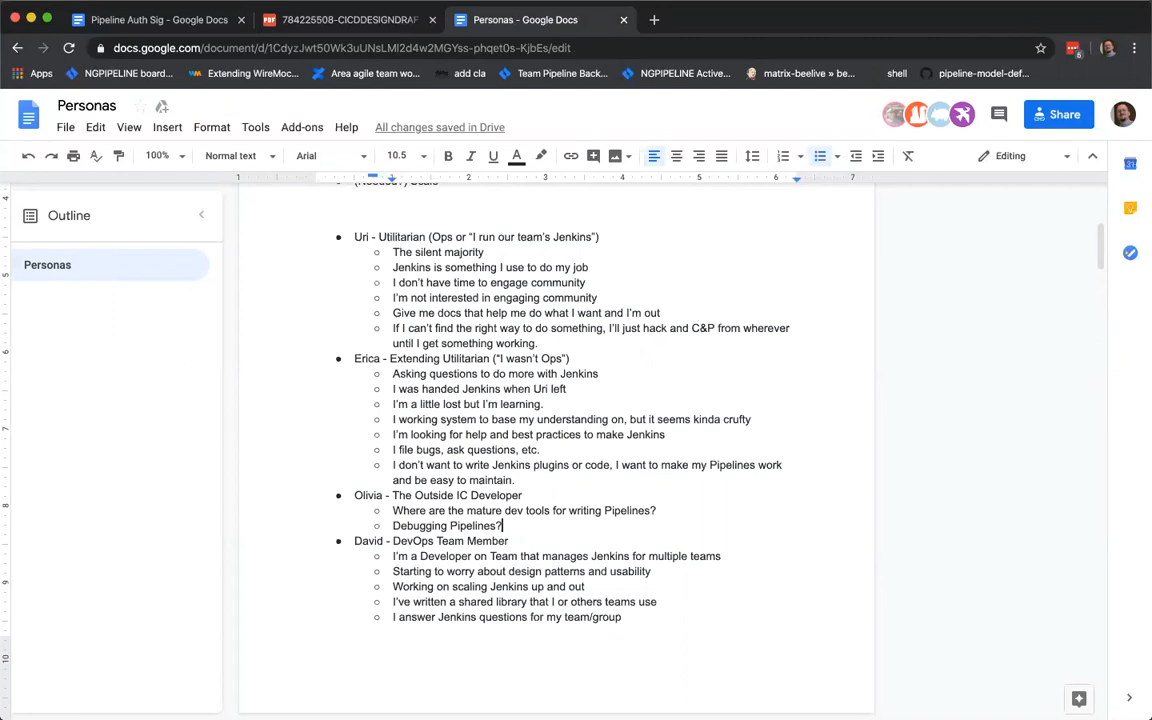 Pipeline Auth Sig - Google Docs
784225508-CICDDESIGNDRAF
Personas - Google Docs
docs.google.com/document/d/1CdyzJwt50Wk3uUNsLMl2d4w2MGYss-phqet0s-KjbEs/edit
6
Apps
NGPIPELINE board...
Extending WireMoc...
Area agile team wo...
add cla
Team Pipeline Back...
NGPIPELINE Active...
matrix-beelive » be...
shell
pipeline-model-def...
Personas
File Edit View Insert Format Tools Add-ons Help All changes saved in Drive
Share
100% Normal text Arial 10.5 B I U A Editing
1 1 2 3 4 5 6 7
Outline
Personas
Uri - Utilitarian (Ops or “I run our team’s Jenkins”)
The silent majority
Jenkins is something I use to do my job
I don’t have time to engage community
I’m not interested in engaging community
Give me docs that help me do what I want and I’m out
If I can’t find the right way to do something, I’ll just hack and C&P from wherever
until I get something working.
Erica - Extending Utilitarian (“I wasn’t Ops”)
Asking questions to do more with Jenkins
I was handed Jenkins when Uri left
I’m a little lost but I’m learning.
I working system to base my understanding on, but it seems kinda crufty
I’m looking for help and best practices to make Jenkins
I file bugs, ask questions, etc.
I don’t want to write Jenkins plugins or code, I want to make my Pipelines work
and be easy to maintain.
Olivia - The Outside IC Developer
Where are the mature dev tools for writing Pipelines?
Debugging Pipelines?
David - DevOps Team Member
I’m a Developer on Team that manages Jenkins for multiple teams
Starting to worry about design patterns and usability
Working on scaling Jenkins up and out
I’ve written a shared library that I or others teams use
I answer Jenkins questions for my team/group